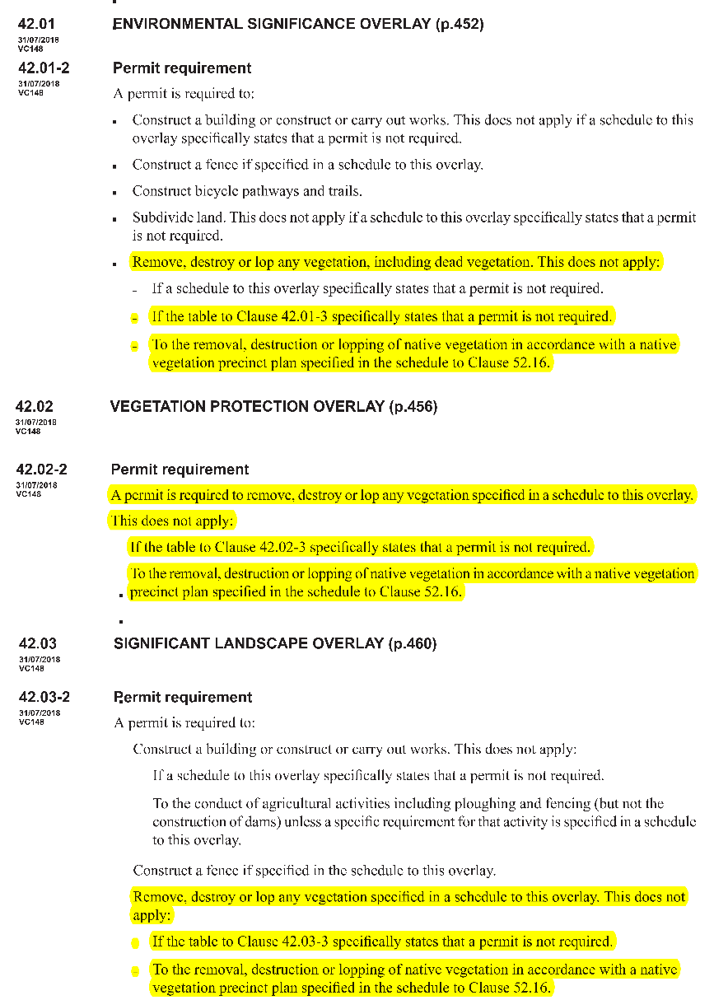 42.01 ENVIRONMENTAL SIGNIFICANCE OVERLAY (p.452)
31/07/2018
VC148
42.01-2 Permit requirement
31/07/2018
VC148
A permit is required to:
▪ Construct a building or construct or carry out works. This does not apply if a schedule to this
overlay specifically states that a permit is not required.
▪ Construct a fence if specified in a schedule to this overlay.
▪ Construct bicycle pathways and trails.
▪ Subdivide land. This does not apply if a schedule to this overlay specifically states that a permit
is not required.
▪ Remove, destroy or lop any vegetation, including dead vegetation. This does not apply:
– If a schedule to this overlay specifically states that a permit is not required.
– If the table to Clause 42.01-3 specifically states that a permit is not required.
– To the removal, destruction or lopping of native vegetation in accordance with a native
vegetation precinct plan specified in the schedule to Clause 52.16.
42.02 VEGETATION PROTECTION OVERLAY (p.456)
31/07/2018
VC148
42.02-2 Permit requirement
31/07/2018
VC148
A permit is required to remove, destroy or lop any vegetation specified in a schedule to this overlay.
This does not apply:
If the table to Clause 42.02-3 specifically states that a permit is not required.
To the removal, destruction or lopping of native vegetation in accordance with a native vegetation
▪ precinct plan specified in the schedule to Clause 52.16.
▪
42.03 SIGNIFICANT LANDSCAPE OVERLAY (p.460)
31/07/2018
VC148
42.03-2 Permit requirement
31/07/2018
VC148
A permit is required to:
Construct a building or construct or carry out works. This does not apply:
If a schedule to this overlay specifically states that a permit is not required.
To the conduct of agricultural activities including ploughing and fencing (but not the
construction of dams) unless a specific requirement for that activity is specified in a schedule
to this overlay.
Construct a fence if specified in the schedule to this overlay.
Remove, destroy or lop any vegetation specified in a schedule to this overlay. This does not
apply:
If the table to Clause 42.03-3 specifically states that a permit is not required.
– To the removal, destruction or lopping of native vegetation in accordance with a native
vegetation precinct plan specified in the schedule to Clause 52.16.